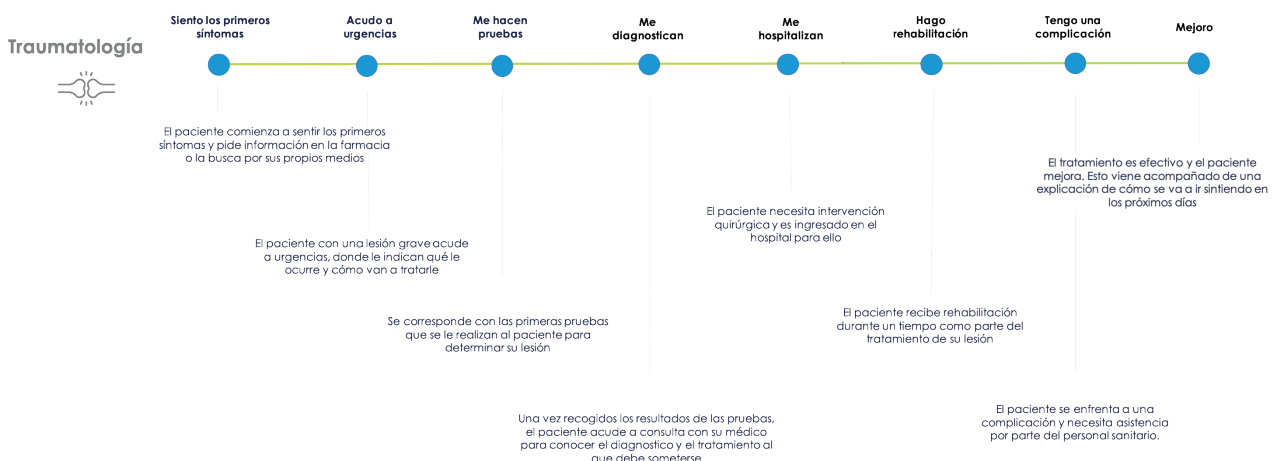 Traumatología
Siento los primeros
síntomas
Acudo a
urgencias
Me hacen
pruebas
Me
diagnostican
Me
hospitalizan
Hago
rehabilitación
Tengo una
complicación
Mejoro
El paciente comienza a sentir los primeros
síntomas y pide información en la farmacia
o la busca por sus propios medios
El paciente con una lesión grave acude
a urgencias, donde le indican qué le
ocurre y cómo van a tratarle
Se corresponde con las primeras pruebas
que se le realizan al paciente para
determinar su lesión
Una vez recogidos los resultados de las pruebas,
el paciente acude a consulta con su médico
para conocer el diagnostico y el tratamiento al
que debe someterse
El paciente necesita intervención
quirúrgica y es ingresado en el
hospital para ello
El paciente recibe rehabilitación
durante un tiempo como parte del
tratamiento de su lesión
El paciente se enfrenta a una
complicación y necesita asistencia
por parte del personal sanitario.
El tratamiento es efectivo y el paciente
mejora. Esto viene acompañado de una
explicación de cómo se va a ir sintiendo en
los próximos días